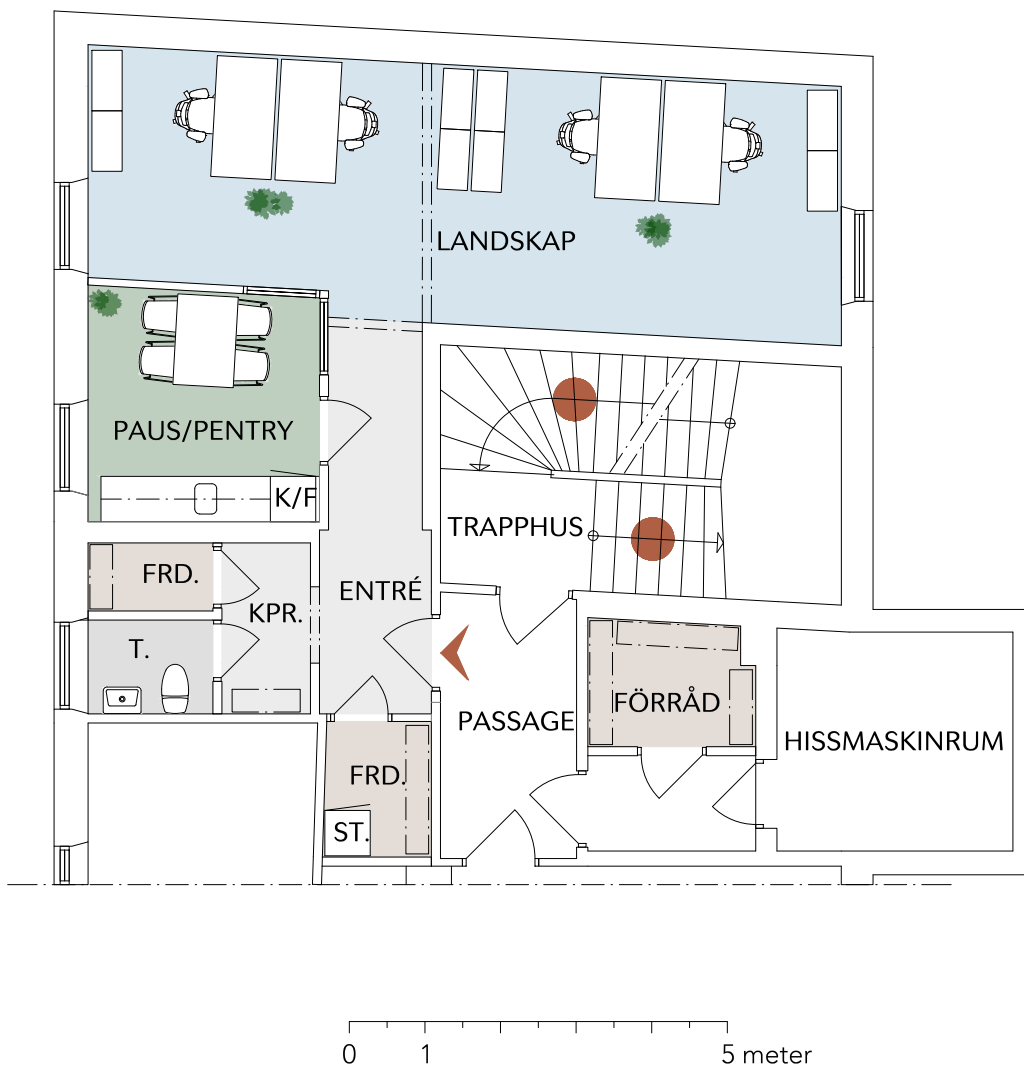 LANDSKAP
PAUS/PENTRY
K/F
TRAPPHUS
FRD.
ENTRÉ
KPR.
T.
FÖRRÅD
PASSAGE
HISSMASKINRUM
FRD.
ST.
0 1 5 meter